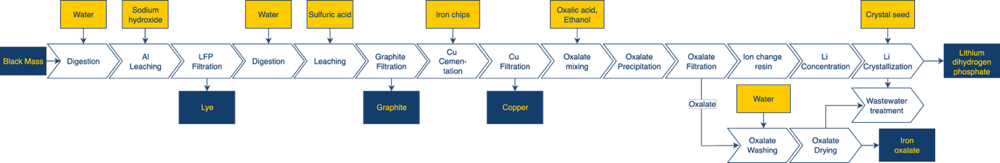 Water
Sodium
hydroxide
Water
Sulfuric acid
Iron chips
Oxalic acid,
Ethanol
Crystal seed
Black Mass
Digestion
Al
Leaching
LFP
Filtration
Digestion
Leaching
Graphite
Filtration
Cu
Cemen-
tation
Cu
Filtration
Oxalate
mixing
Oxalate
Precipitation
Oxalate
Filtration
Ion change
resin
Li
Concentration
Li
Crystallization
Lithium
dihydrogen
phosphate
Lye
Graphite
Copper
Oxalate
Water
Wastewater
treatment
Oxalate
Washing
Oxalate
Drying
Iron
oxalate